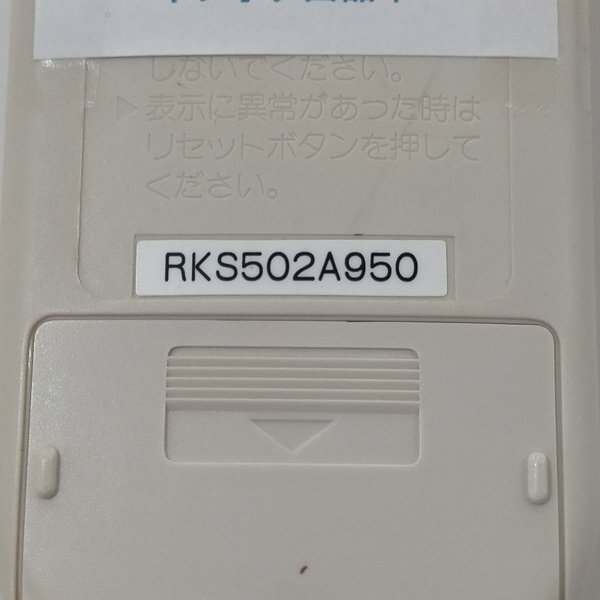 しないでください。
▷表示に異常があった時は
リセットボタンを押して
ください。
RKS502A950